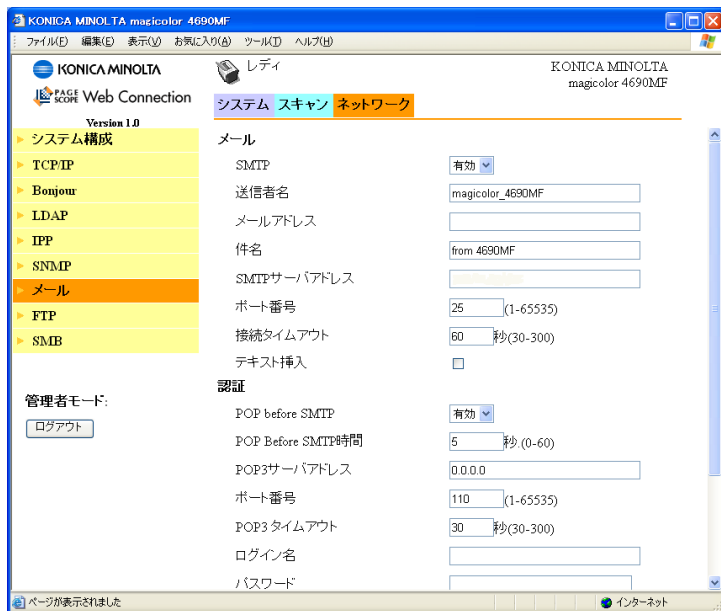 KONICA MINOLTA magicolor 4690MF
ファイル(F) 編集(E) 表示(V) お気に入り(A) ツール(T) ヘルプ(H)
KONICA MINOLTA
PAGE SCOPE Web Connection
Version 1.0
レディ
KONICA MINOLTA
magicolor 4690MF
システム スキャン ネットワーク
システム構成
TCP/IP
Bonjour
LDAP
IPP
SNMP
メール
FTP
SMB
管理者モード:
ログアウト
メール
SMTP 有効
送信者名 magicolor_4690MF
メールアドレス
件名 from 4690MF
SMTPサーバアドレス
ポート番号 25 (1-65535)
接続タイムアウト 60 秒(30-300)
テキスト挿入
認証
POP before SMTP 有効
POP Before SMTP時間 5 秒.(0-60)
POP3サーバアドレス 0.0.0.0
ポート番号 110 (1-65535)
POP3 タイムアウト 30 秒(30-300)
ログイン名
パスワード
ページが表示されました インターネット